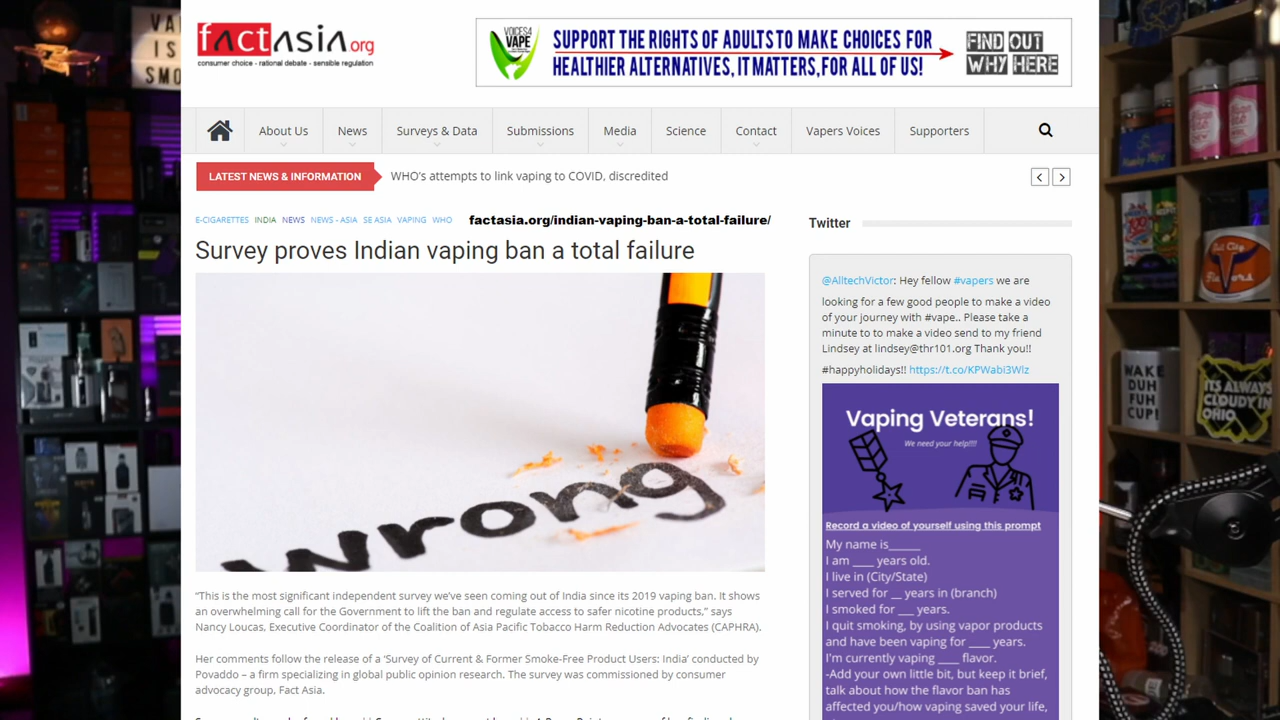 VA
I S
SMO
factasia.org
consumer choice - rational debate - sensible regulation
VOICES4
VAPE
SUPPORT THE RIGHTS OF ADULTS TO MAKE CHOICES FOR
HEALTHIER ALTERNATIVES, IT MATTERS, FOR ALL OF US!
FIND OUT
WHY HERE
About Us
News
Surveys & Data
Submissions
Media
Science
Contact
Vapers Voices
Supporters
LATEST NEWS & INFORMATION
WHO's attempts to link vaping to COVID, discredited
E-CIGARETTES INDIA NEWS NEWS - ASIA SE ASIA VAPING WHO
factasia.org/indian-vaping-ban-a-total-failure/
Survey proves Indian vaping ban a total failure
wrong
“This is the most significant independent survey we’ve seen coming out of India since its 2019 vaping ban. It shows
an overwhelming call for the Government to lift the ban and regulate access to safer nicotine products,” says
Nancy Loucas, Executive Coordinator of the Coalition of Asia Pacific Tobacco Harm Reduction Advocates (CAPHRA).
Her comments follow the release of a ‘Survey of Current & Former Smoke-Free Product Users: India’ conducted by
Povaddo – a firm specializing in global public opinion research. The survey was commissioned by consumer
advocacy group, Fact Asia.
Twitter
@AlltechVictor: Hey fellow #vapers we are
looking for a few good people to make a video
of your journey with #vape.. Please take a
minute to to make a video send to my friend
Lindsey at lindsey@thr101.org Thank you!!
#happyholidays!! https://t.co/KPWabi3Wlz
Vaping Veterans!
We need your help!!!!
Record a video of yourself using this prompt
My name is______
I am ____ years old.
I live in (City/State)
I served for __ years in (branch)
I smoked for ___ years.
I quit smoking, by using vapor products
and have been vaping for ____ years.
I'm currently vaping ____ flavor.
-Add your own little bit, but keep it brief,
talk about how the flavor ban has
affected you/how vaping saved your life,
WAKE
DUH
FUH
CUP!
ITS ALWAYS
CLOUDY IN
OHIO